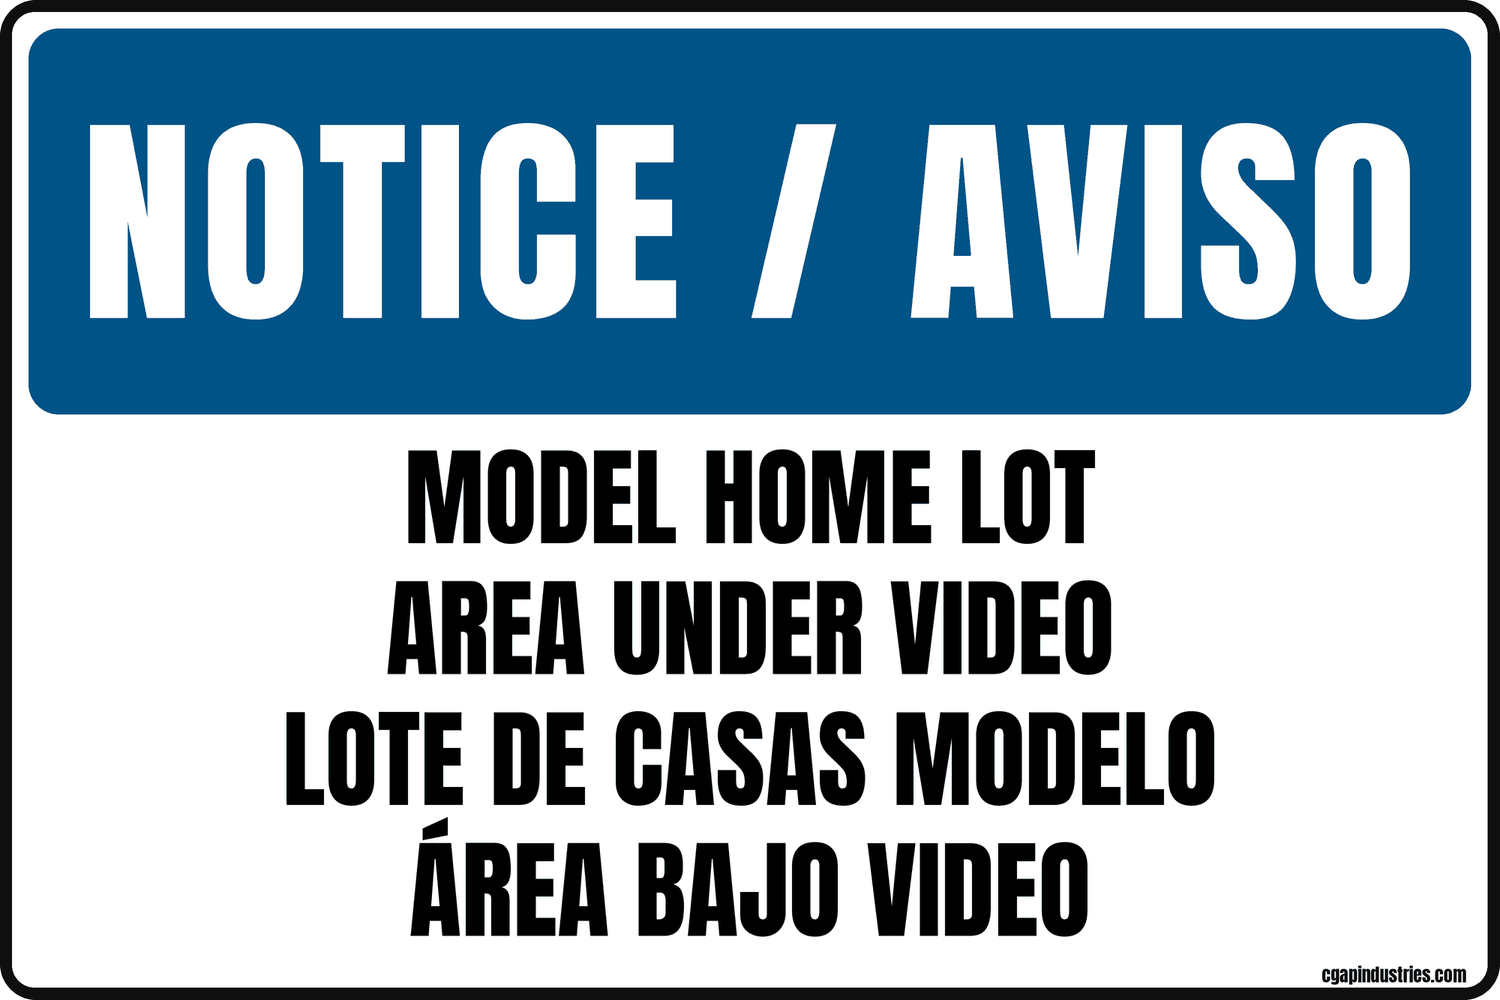 NOTICE / AVISO
MODEL HOME LOT
AREA UNDER VIDEO
LOTE DE CASAS MODELO
ÁREA BAJO VIDEO
cgapindustries.com